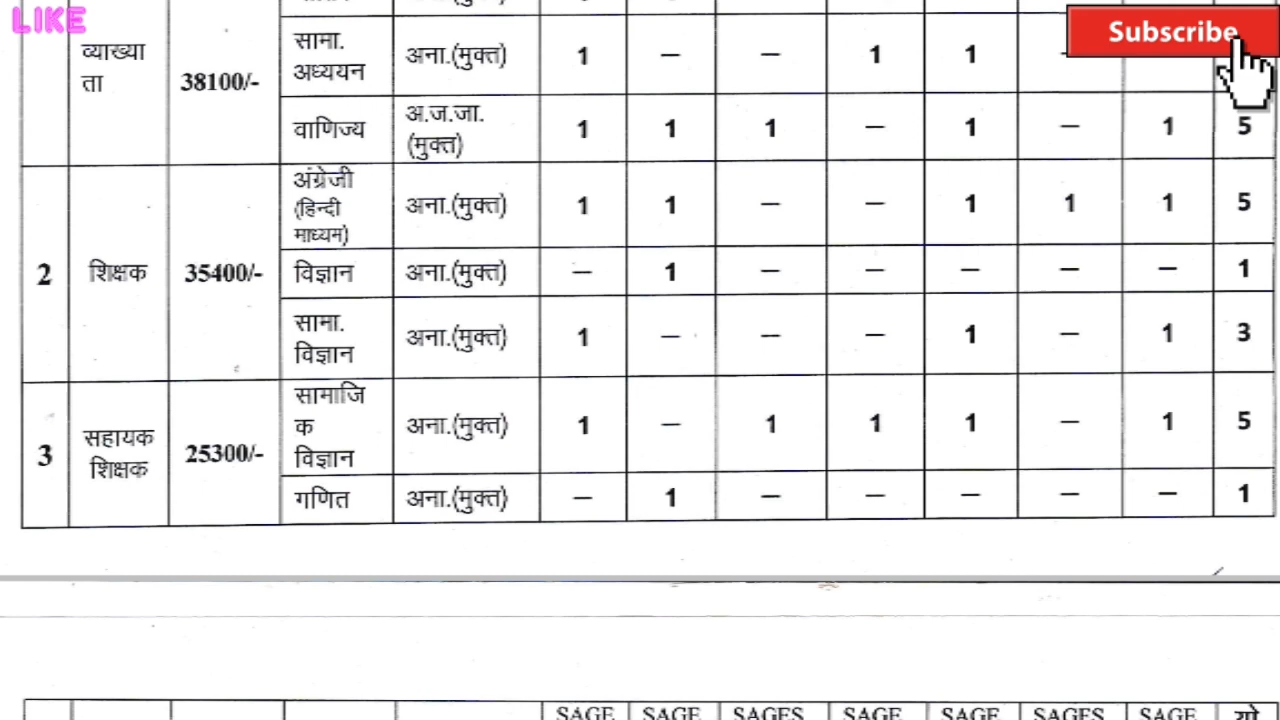 LIKE
Subscribe
व्याख्या
ता
38100/-
सामा.
अध्ययन
अना.(मुक्त) 1 — — 1 1 —
वाणिज्य
अ.ज.जा.
(मुक्त)
1 1 1 — 1 — 1 5
2 शिक्षक 35400/-
अंग्रेजी
(हिन्दी
माध्यम)
अना.(मुक्त) 1 1 — — 1 1 1 5
विज्ञान अना.(मुक्त) — 1 — — — — — 1
सामा.
विज्ञान
अना.(मुक्त) 1 — — — 1 — 1 3
3 सहायक
शिक्षक
25300/-
सामाजि
क
विज्ञान
अना.(मुक्त) 1 — 1 1 1 — 1 5
गणित अना.(मुक्त) — 1 — — — — — 1
SAGE SAGE SAGES SAGE SAGE SAGES SAGE यो